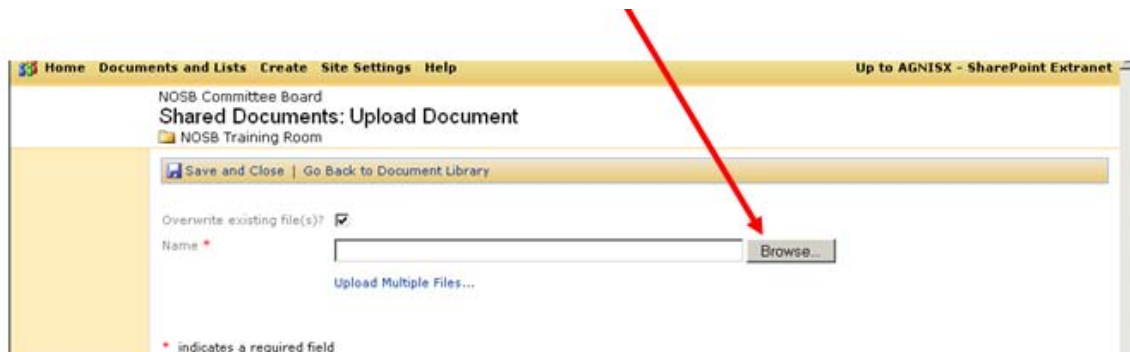 Home Documents and Lists Create Site Settings Help Up to AGNISX - SharePoint Extranet
NOSB Committee Board
Shared Documents: Upload Document
NOSB Training Room
Save and Close | Go Back to Document Library
Overwrite existing file(s)?
Name * Browse...
Upload Multiple Files...
* indicates a required field